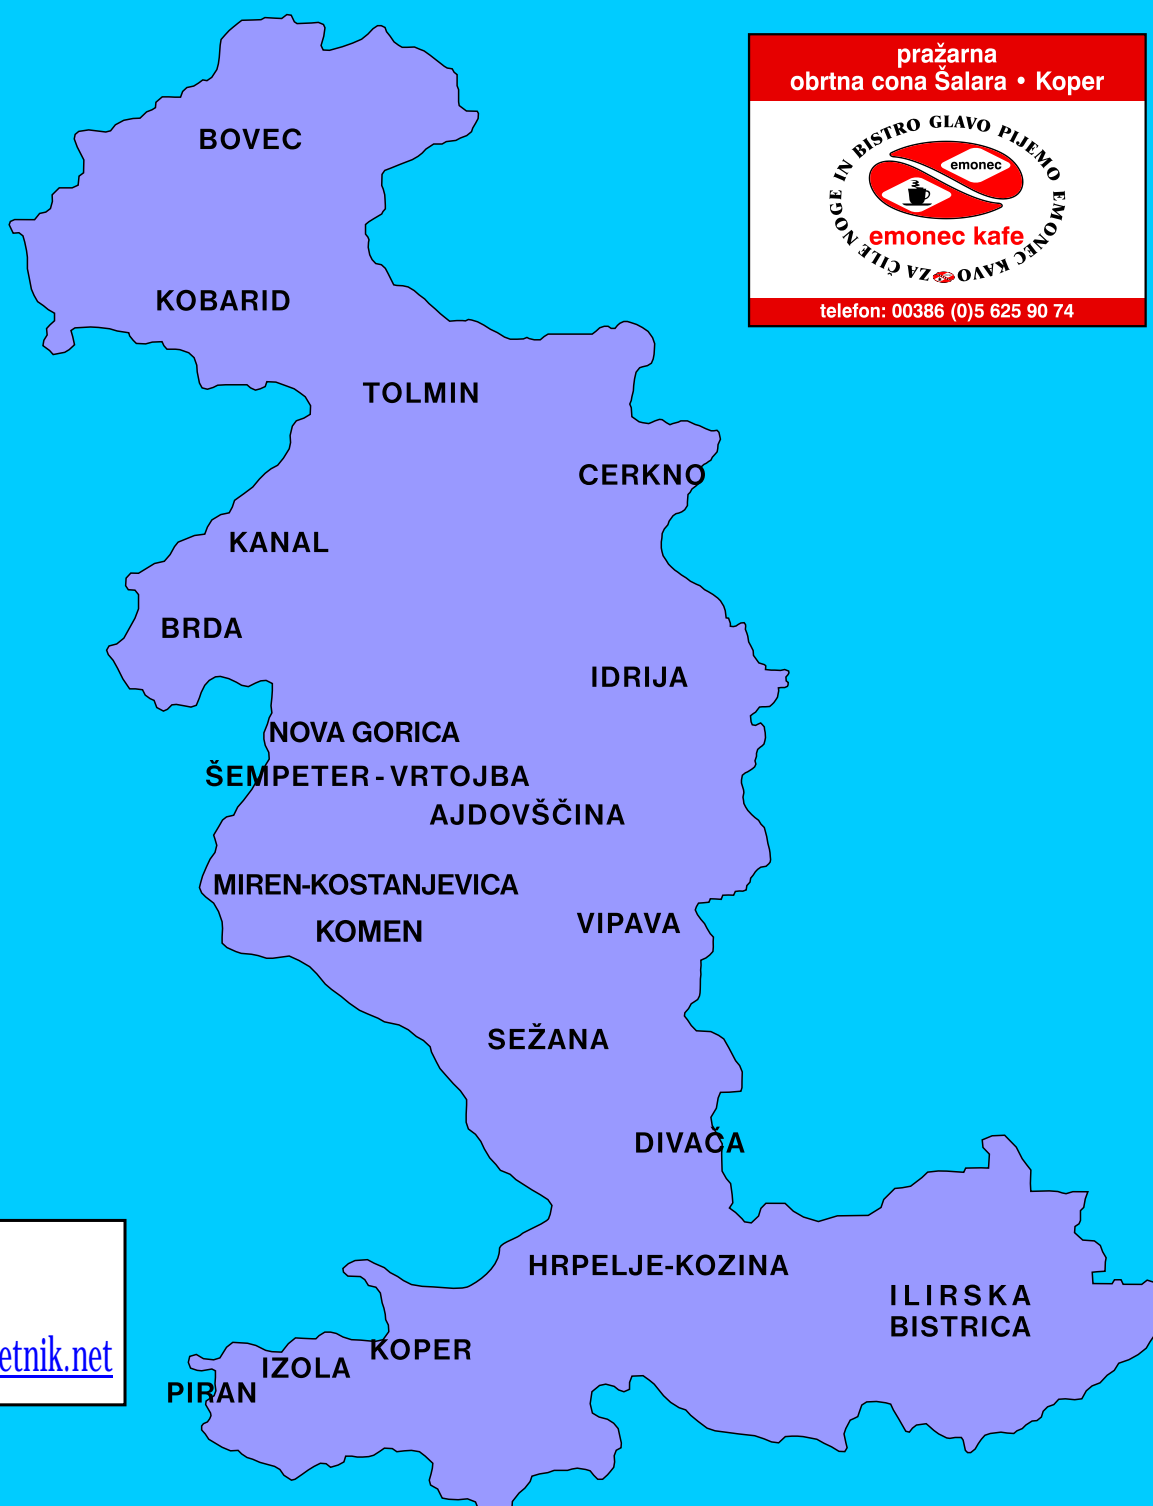 pražarna
obrtna cona Šalara • Koper
ZA ČILE NOGE IN BISTRO GLAVO PIJEMO EMONEC KAVO
emonec
emonec kafe
telefon: 00386 (0)5 625 90 74
BOVEC
KOBARID
TOLMIN
CERKNO
KANAL
BRDA
IDRIJA
NOVA GORICA
ŠEMPETER - VRTOJBA
AJDOVŠČINA
MIREN-KOSTANJEVICA
VIPAVA
KOMEN
SEŽANA
DIVAČA
HRPELJE-KOZINA
ILIRSKA
BISTRICA
KOPER
IZOLA
PIRAN
etnik.net